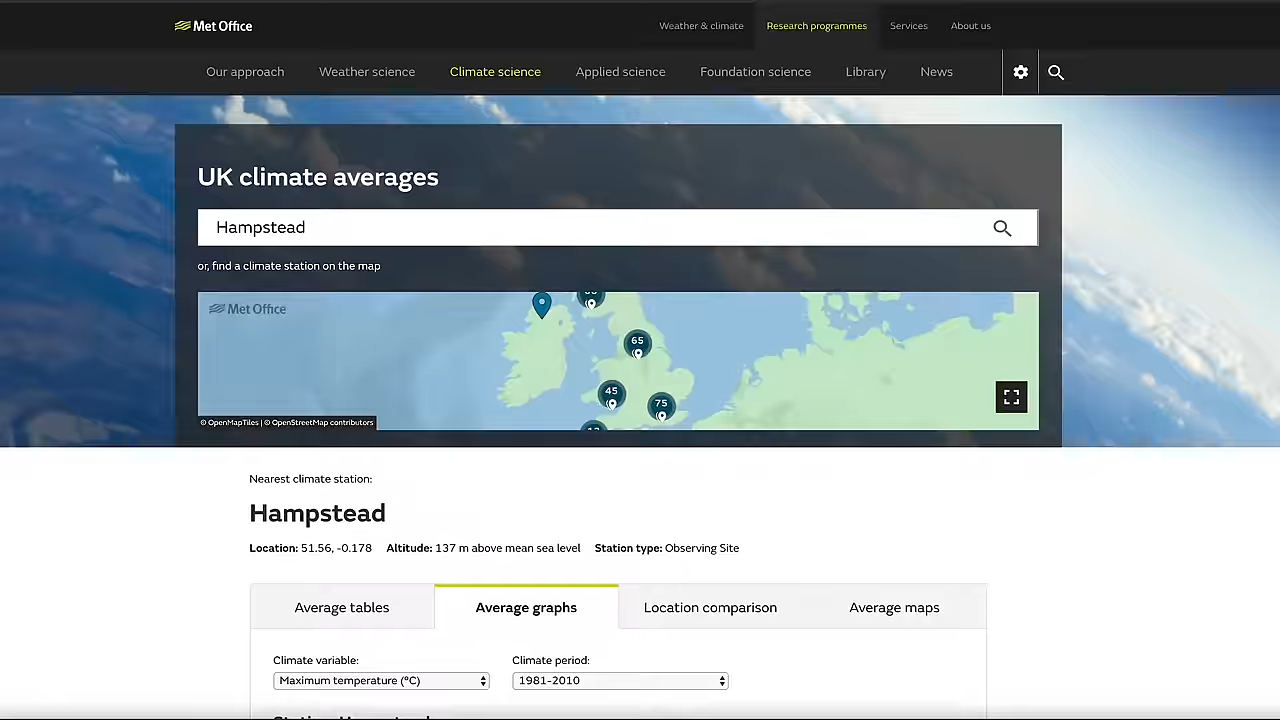 Met Office
Weather & climate Research programmes Services About us
Our approach Weather science Climate science Applied science Foundation science Library News
UK climate averages
Hampstead
or, find a climate station on the map
Met Office
65
45
75
© OpenMapTiles | © OpenStreetMap contributors
Nearest climate station:
Hampstead
Location: 51.56, -0.178 Altitude: 137 m above mean sea level Station type: Observing Site
Average tables Average graphs Location comparison Average maps
Climate variable: Climate period:
Maximum temperature (°C) 1981-2010